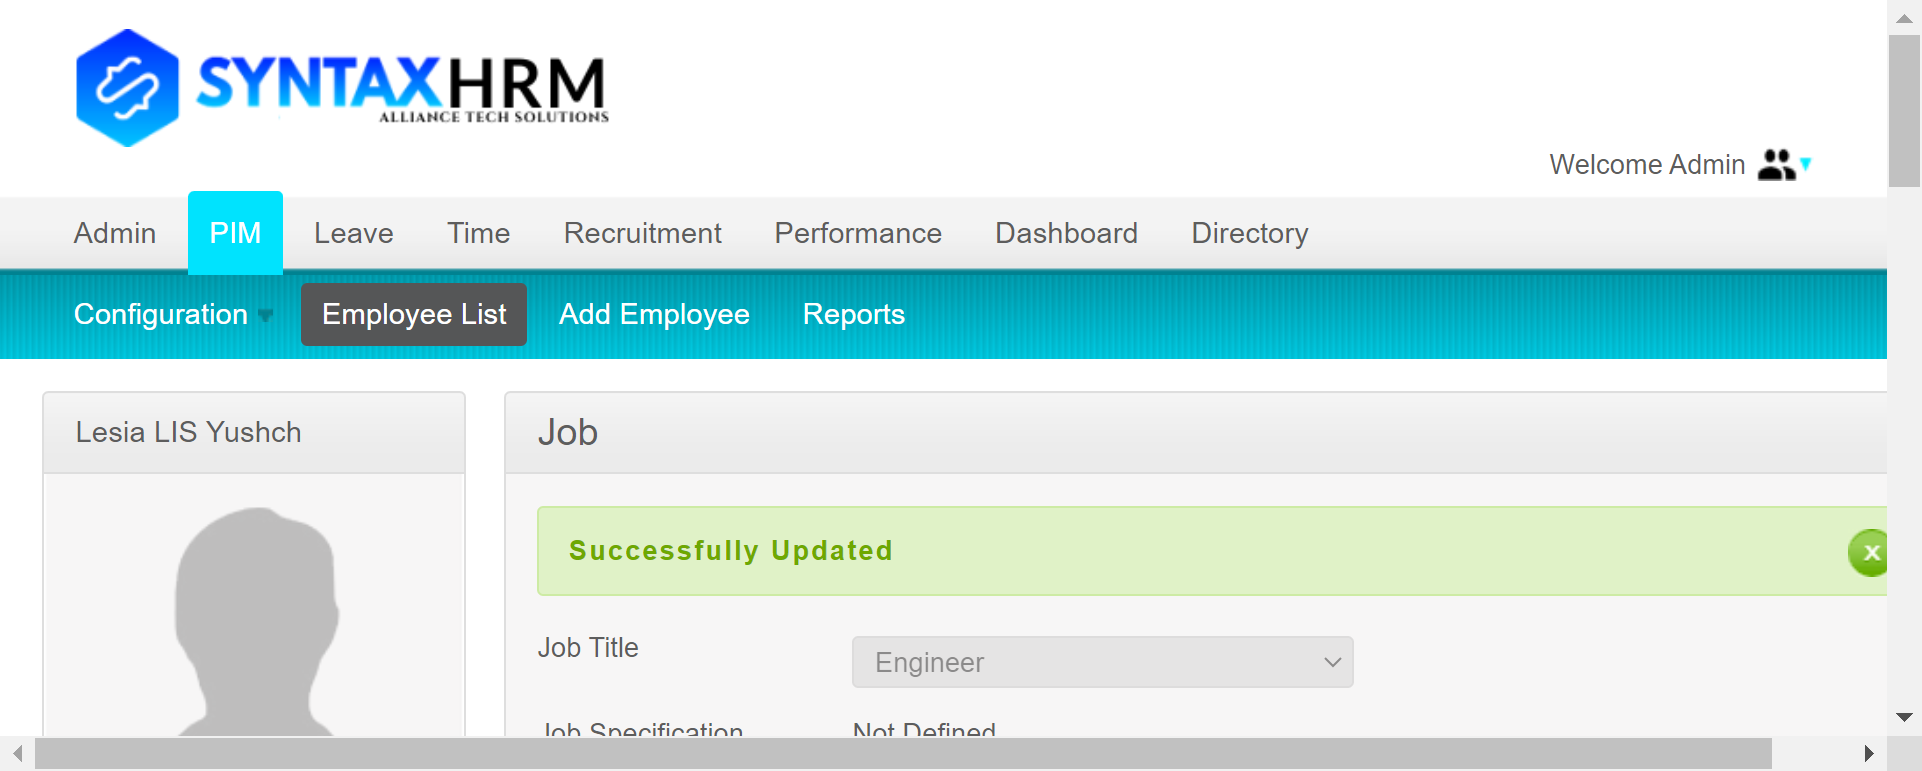 SYNTAXHRM
ALLIANCE TECH SOLUTIONS
Welcome Admin
Admin PIM Leave Time Recruitment Performance Dashboard Directory
Configuration Employee List Add Employee Reports
Lesia LIS Yushch
Job
Successfully Updated
x
Job Title Engineer
Job Specification Not Defined